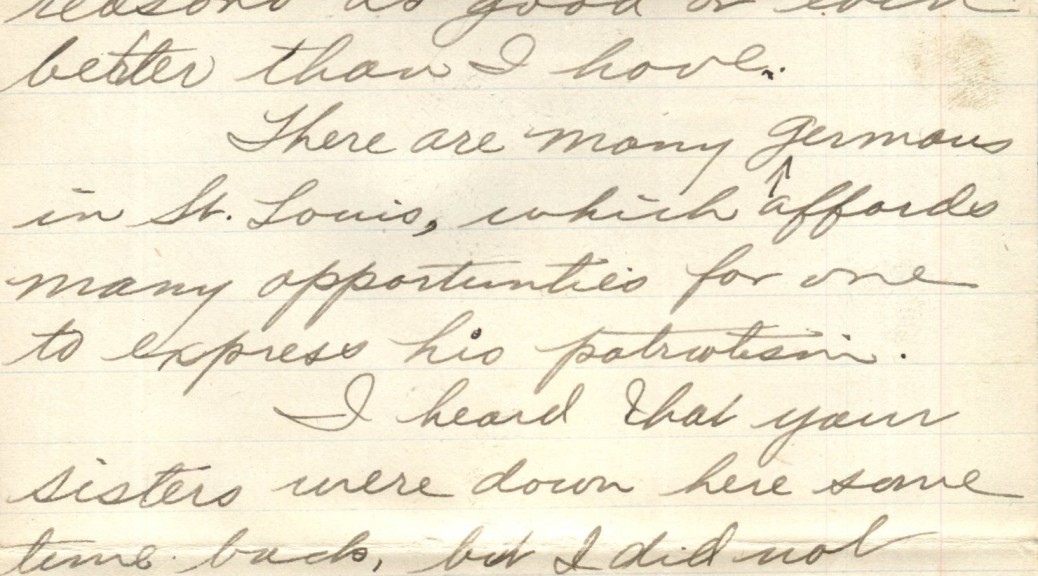 reasons as good or even
better than I have.
There are many germans
in St. Louis, which affords
many opportunties for one
to express his patriotism.
I heard that your
sisters were down here some
time back, but I did not